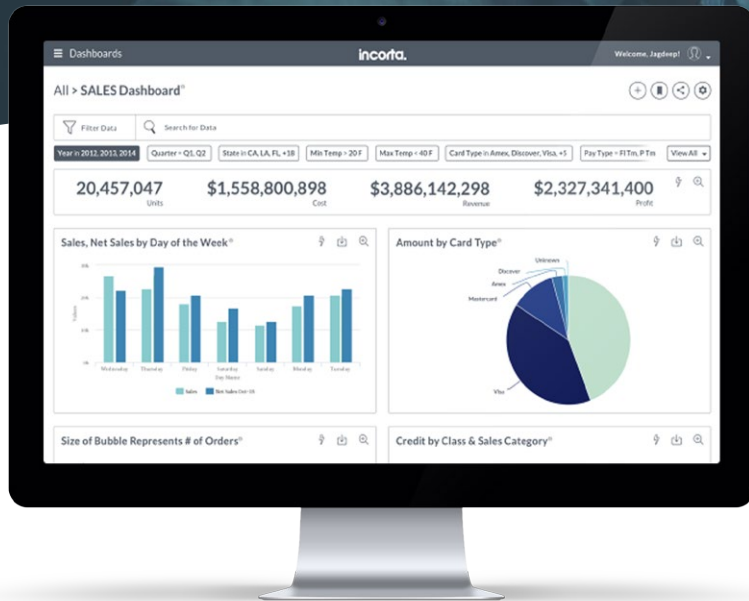 Dashboards
incorta.
Welcome, Jagdeep!
All > SALES Dashboard
Filter Data
Search for Data
Year in 2012, 2013, 2014
Quarter = Q1, Q2
State in CA, LA, FL, +18
Min Temp > 20 F
Max Temp < 40 F
Card Type in Amex, Discover, Visa, +5
Pay Type = Fl Tm, P Tm
View All
20,457,047
Units
$1,558,800,898
Cost
$3,886,142,298
Revenue
$2,327,341,400
Profit
Sales, Net Sales by Day of the Week
Wednesday
Thursday
Friday
Saturday
Sunday
Monday
Tuesday
Day Name
Sales
Amount by Card Type
Unknown
Discover
Amex
Mastercard
Visa
Size of Bubble Represents # of Orders
Credit by Class & Sales Category